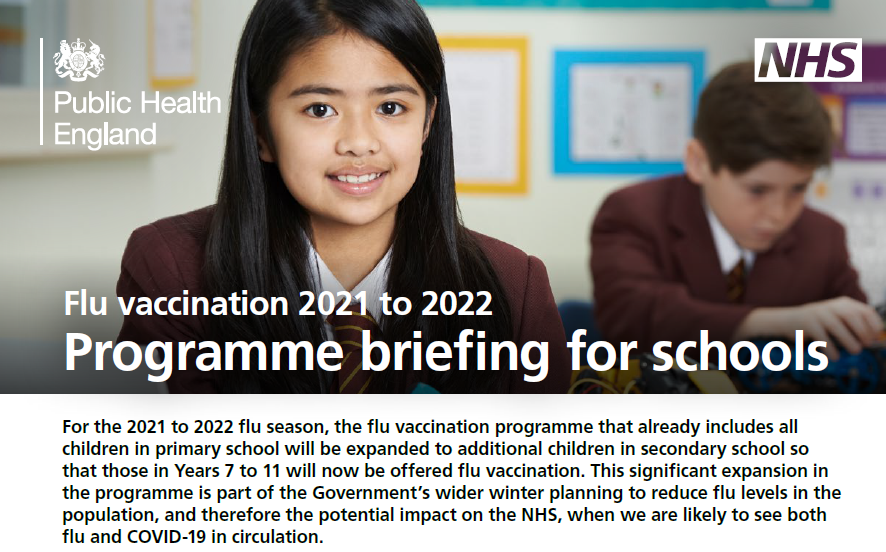 Public Health
England
NHS
Flu vaccination 2021 to 2022
Programme briefing for schools
For the 2021 to 2022 flu season, the flu vaccination programme that already includes all
children in primary school will be expanded to additional children in secondary school so
that those in Years 7 to 11 will now be offered flu vaccination. This significant expansion in
the programme is part of the Government’s wider winter planning to reduce flu levels in the
population, and therefore the potential impact on the NHS, when we are likely to see both
flu and COVID-19 in circulation.